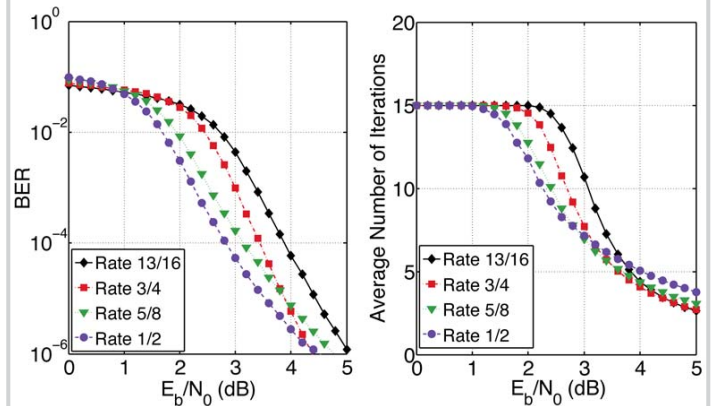 10⁰
10⁻²
10⁻⁴
10⁻⁶
BER
Rate 13/16
Rate 3/4
Rate 5/8
Rate 1/2
0 1 2 3 4 5
E_b/N_0 (dB)
20
15
10
5
0
Average Number of Iterations
Rate 13/16
Rate 3/4
Rate 5/8
Rate 1/2
0 1 2 3 4 5
E_b/N_0 (dB)